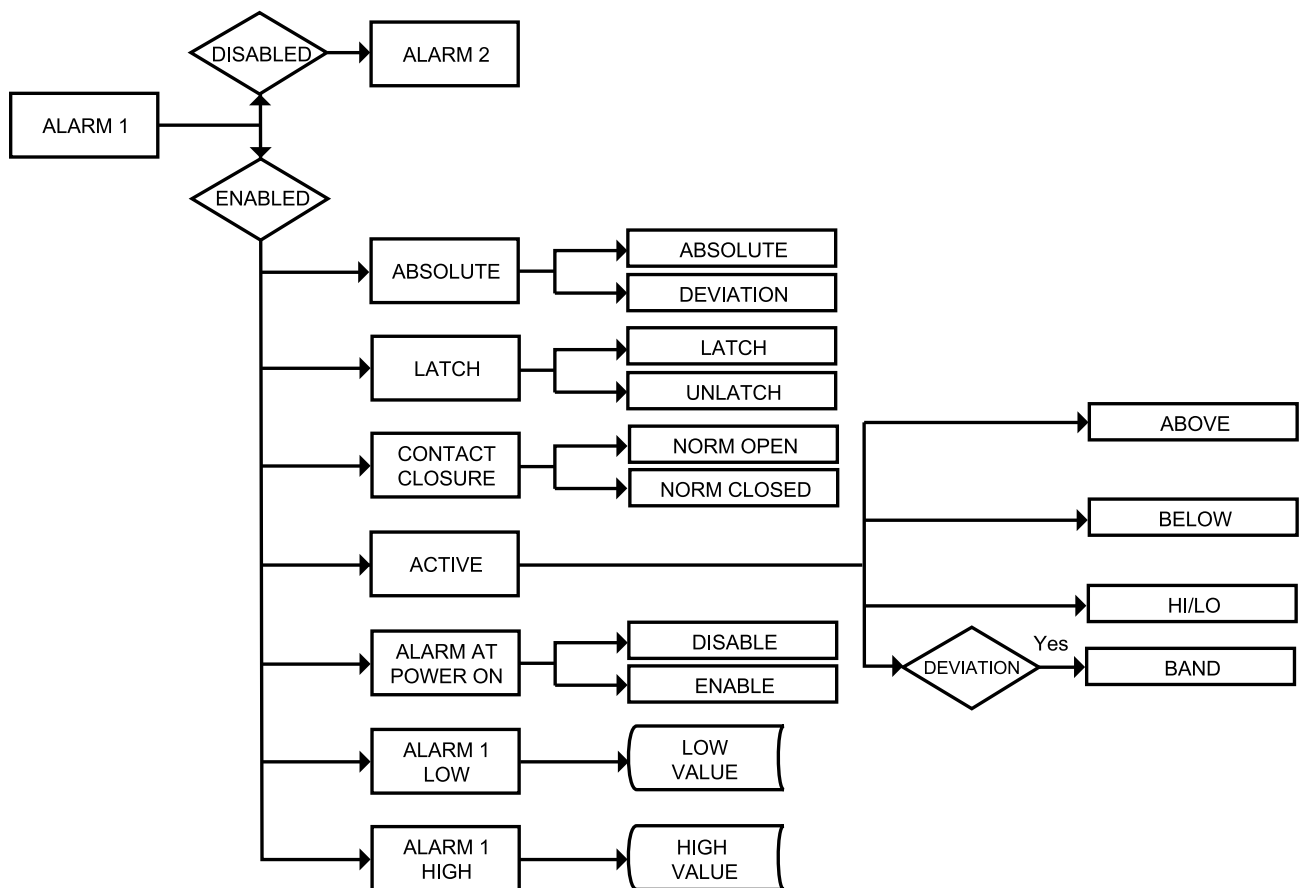 DISABLED
ALARM 2
ALARM 1
ENABLED
ABSOLUTE
ABSOLUTE
DEVIATION
LATCH
LATCH
UNLATCH
CONTACT
CLOSURE
NORM OPEN
NORM CLOSED
ACTIVE
ABOVE
BELOW
HI/LO
DEVIATION
Yes
BAND
ALARM AT
POWER ON
DISABLE
ENABLE
ALARM 1
LOW
LOW
VALUE
ALARM 1
HIGH
HIGH
VALUE